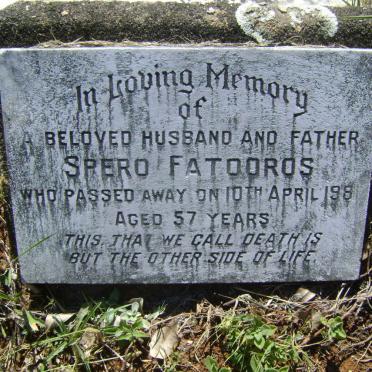 In Loving Memory
of
A BELOVED HUSBAND AND FATHER
SPERO FATOOROS
WHO PASSED AWAY ON 10TH APRIL 198
AGED 57 YEARS
THIS, THAT WE CALL DEATH IS
BUT THE OTHER SIDE OF LIFE.